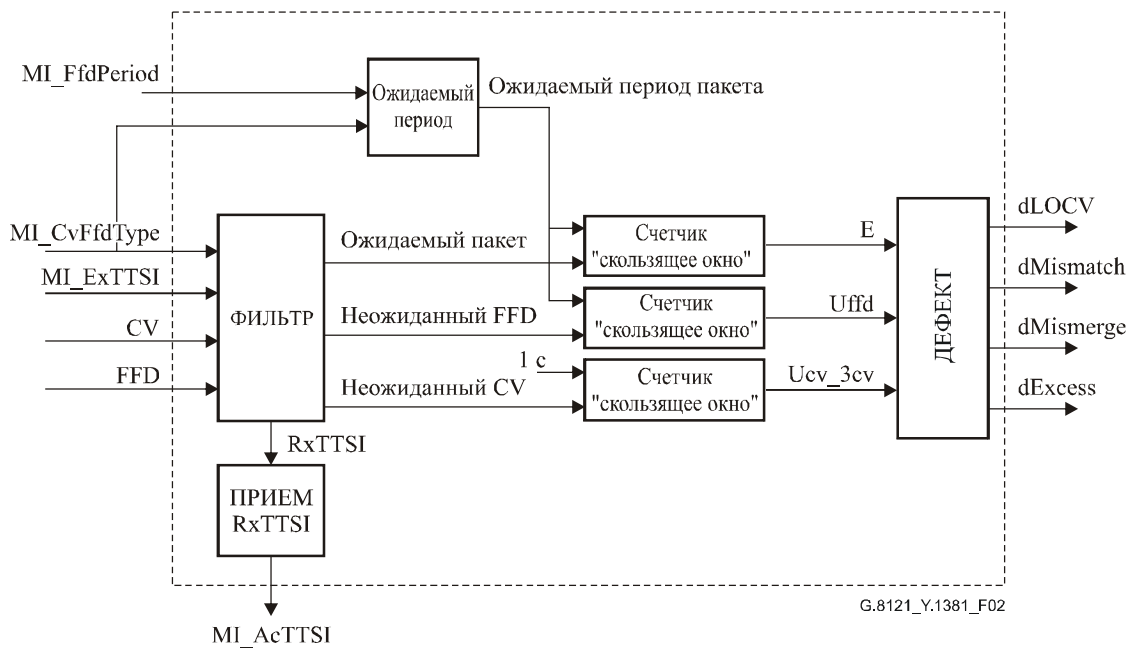 MI_FfdPeriod
Ожидаемый
период
Ожидаемый период пакета
MI_CvFfdType
MI_ExTTSI
CV
FFD
ФИЛЬТР
Ожидаемый пакет
Неожиданный FFD
1 с
Неожиданный CV
Счетчик
"скользящее окно"
Счетчик
"скользящее окно"
Счетчик
"скользящее окно"
E
Uffd
Ucv_3cv
ДЕФЕКТ
dLOCV
dMismatch
dMismerge
dExcess
RxTTSI
ПРИЕМ
RxTTSI
MI_AcTTSI
G.8121_Y.1381_F02